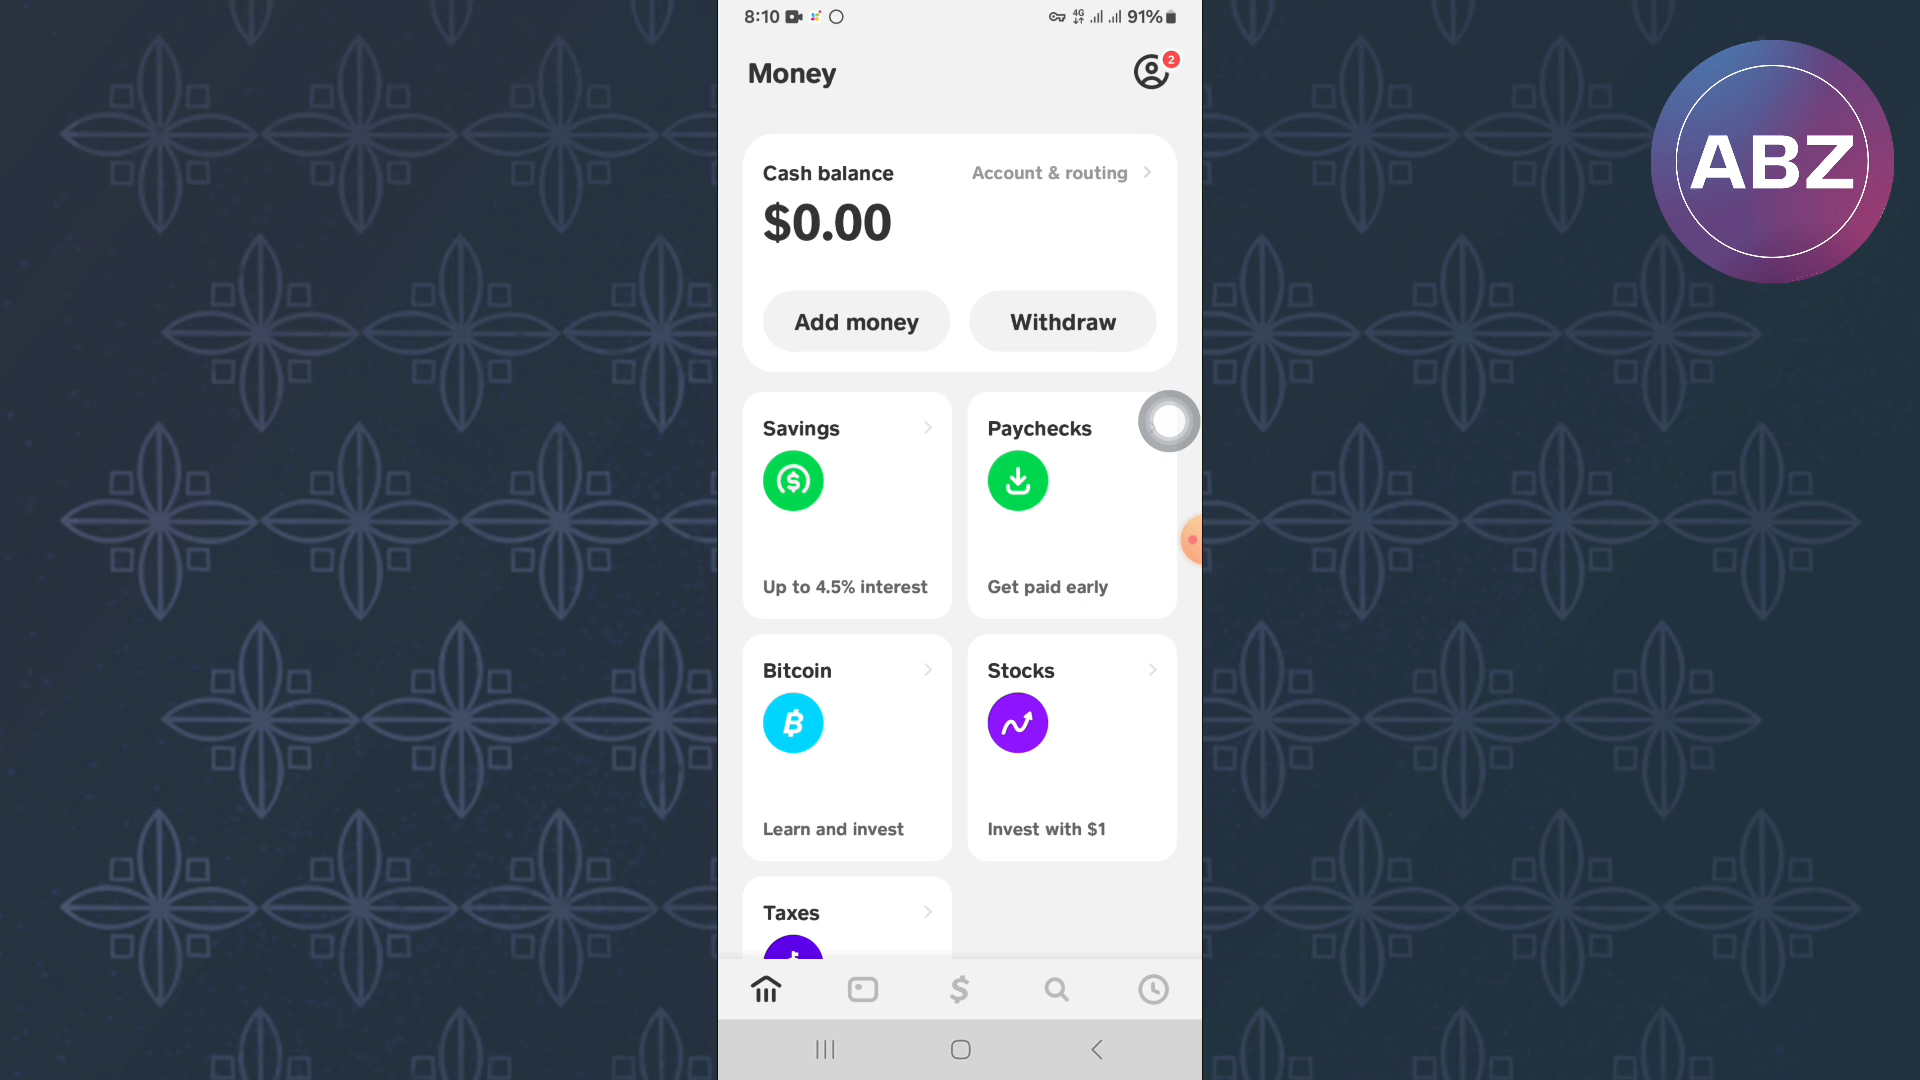 8:10
4G
91%
Money
2
ABZ
Cash balance
Account & routing
$0.00
Add money
Withdraw
Savings
Paychecks
Up to 4.5% interest
Get paid early
Bitcoin
Stocks
Learn and invest
Invest with $1
Taxes